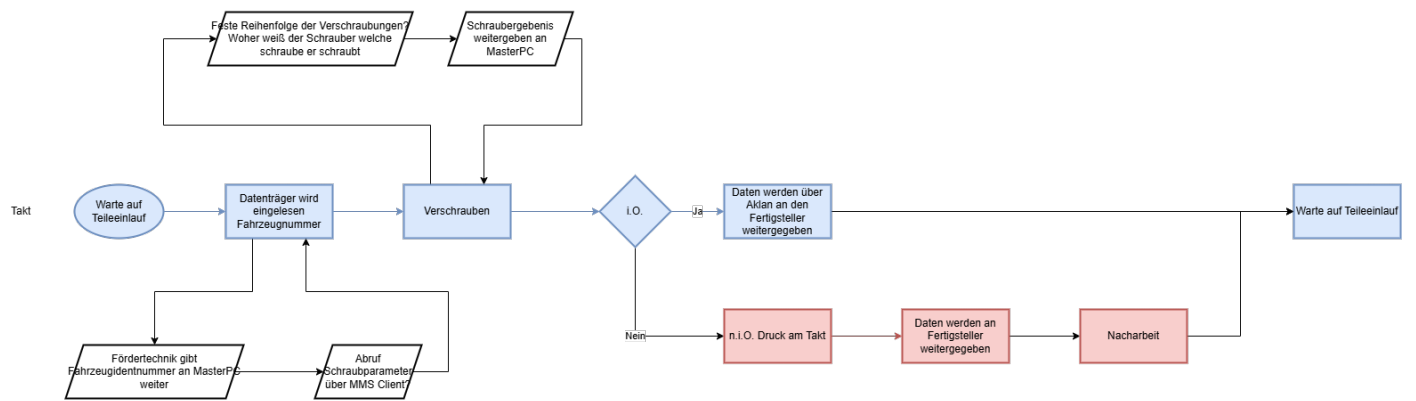 Feste Reihenfolge der Verschraubungen?
Woher weiß der Schrauber welche
schraube er schraubt
Schraubergebenis
weitergeben an
MasterPC
Takt
Warte auf
Teileeinlauf
Datenträger wird
eingelesen
Fahrzeugnummer
Verschrauben
i.O.
Ja
Daten werden über
Aklan an den
Fertigsteller
weitergegeben
Warte auf Teileeinlauf
Nein
n.i.O. Druck am Takt
Daten werden an
Fertigsteller
weitergegeben
Nacharbeit
Fördertechnik gibt
Fahrzeugidentnummer an MasterPC
weiter
Abruf
Schraubparameter
über MMS Client?